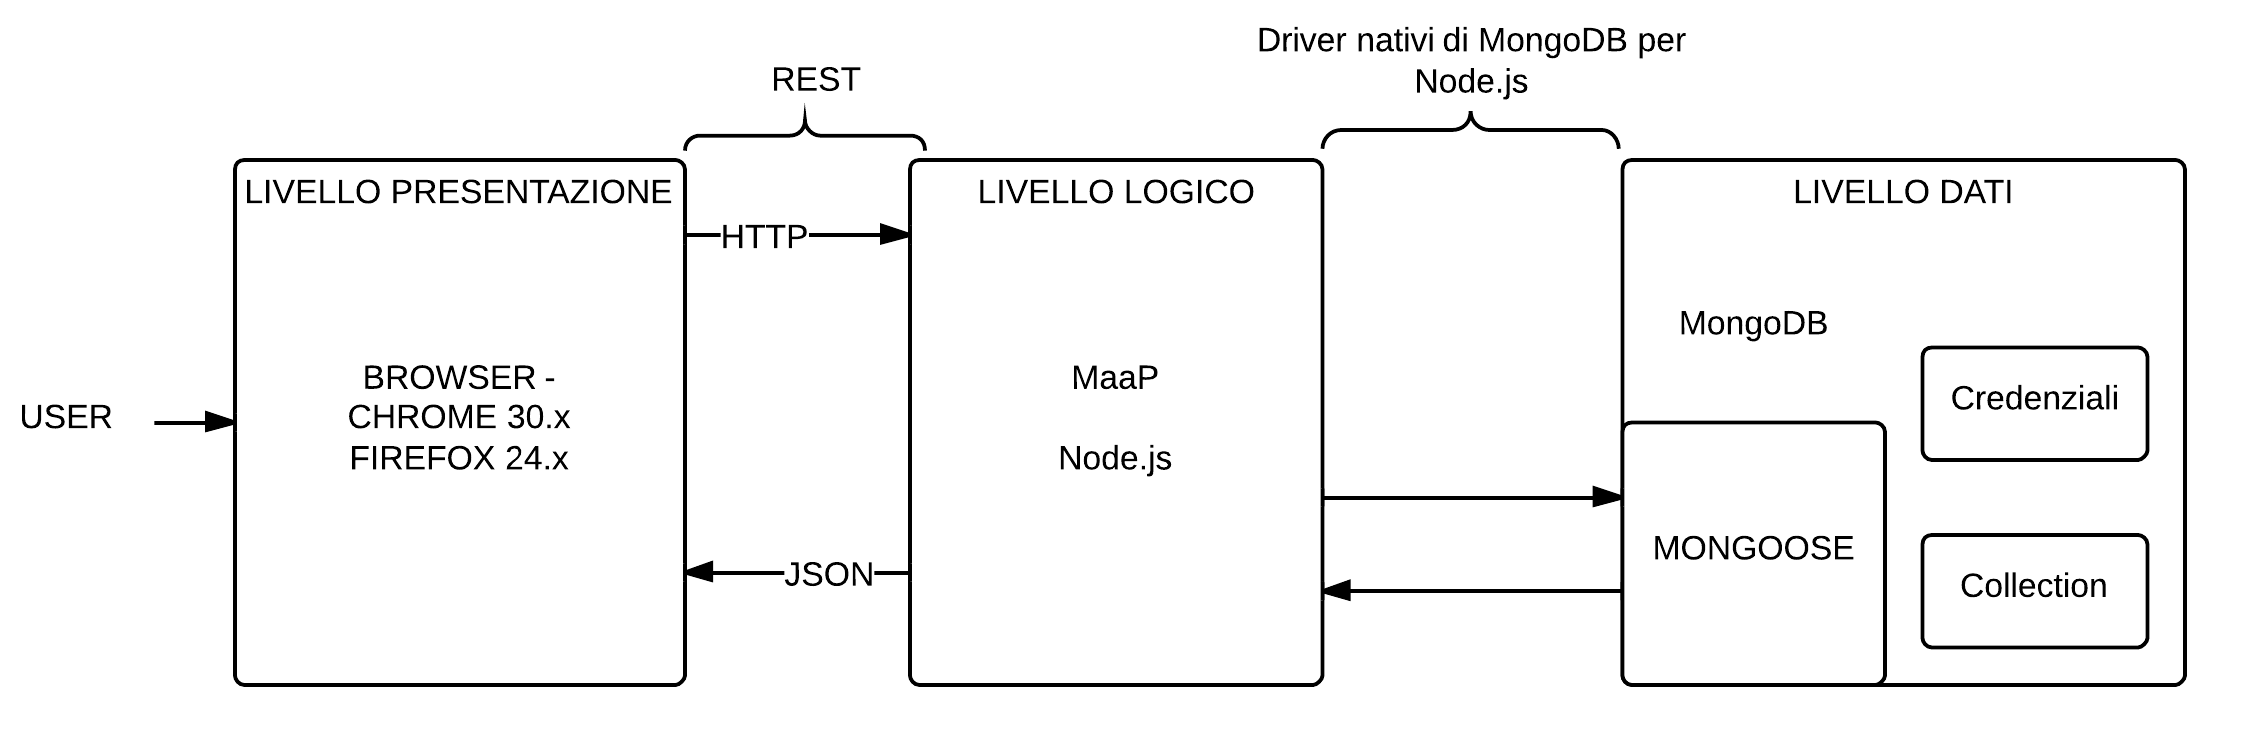 Driver nativi di MongoDB per
Node.js
REST
LIVELLO PRESENTAZIONE
LIVELLO LOGICO
LIVELLO DATI
HTTP
MongoDB
BROWSER -
CHROME 30.x
FIREFOX 24.x
MaaP
Node.js
Credenziali
USER
MONGOOSE
JSON
Collection